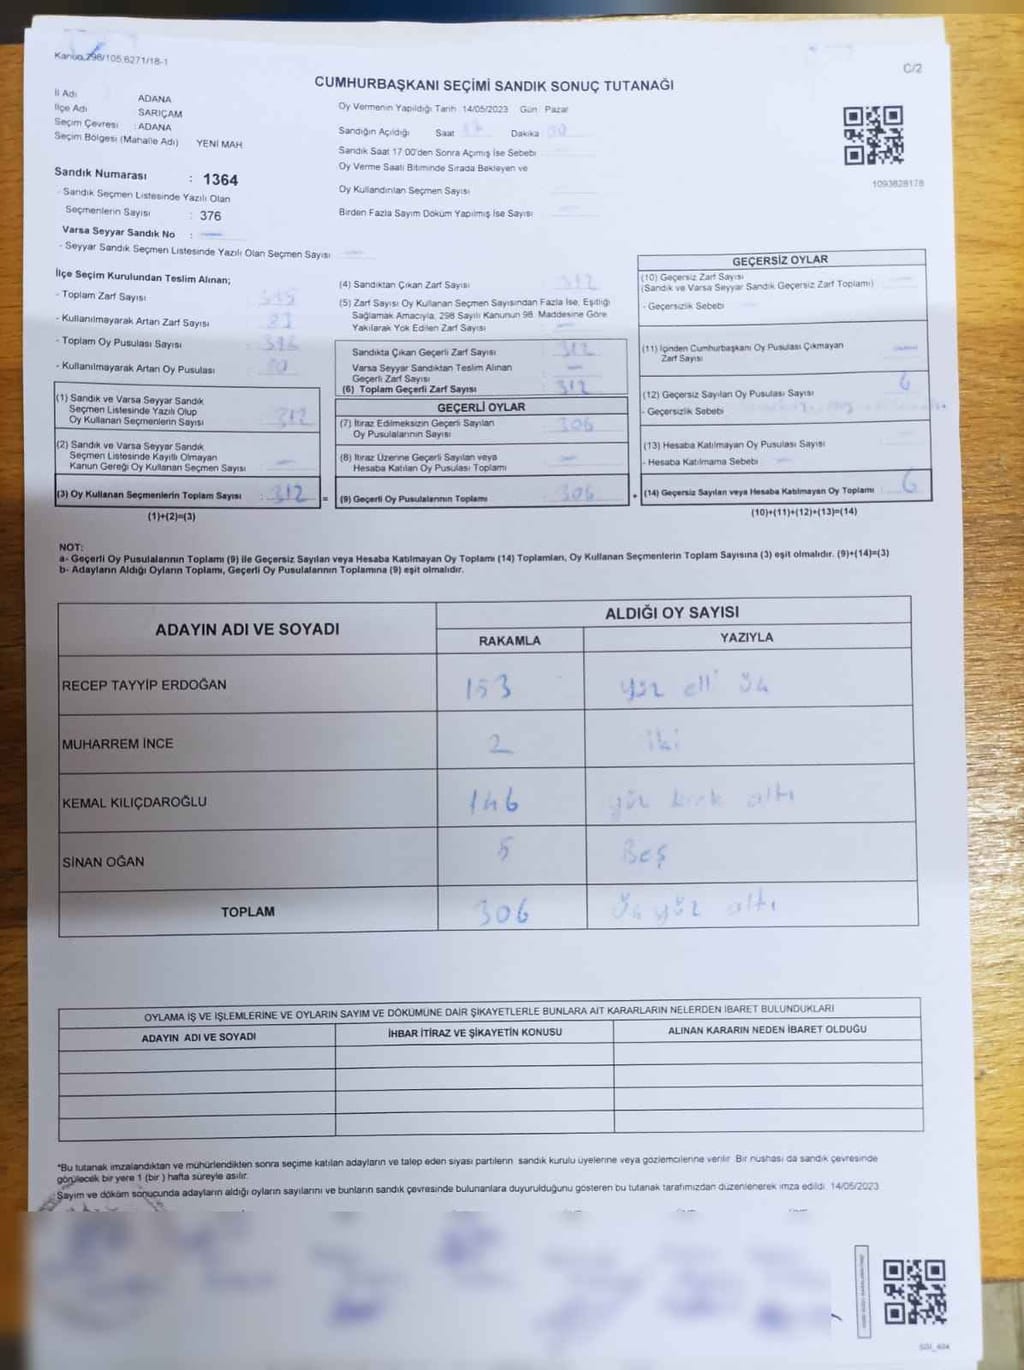 Kanun 298/105.6271/18-1
C/2
CUMHURBAŞKANI SEÇİMİ SANDIK SONUÇ TUTANAĞI
İl Adı ADANA
İlçe Adı SARIÇAM
Seçim Çevresi : ADANA
Seçim Bölgesi (Mahalle Adı) YENİ MAH
Sandık Numarası : 1364
- Sandık Seçmen Listesinde Yazılı Olan
Seçmenlerin Sayısı : 376
Varsa Seyyar Sandık No :
- Seyyar Sandık Seçmen Listesinde Yazılı Olan Seçmen Sayısı
Oy Vermenin Yapıldığı Tarih 14/05/2023 Gün : Pazar
Sandığın Açıldığı Saat 17 Dakika
Sandık Saat 17:00'den Sonra Açımış İse Sebebi
Oy Verme Saati Bitiminde Sırada Bekleyen ve
Oy Kullandırılan Seçmen Sayısı
Birden Fazla Sayım Döküm Yapılmış İse Sayısı
1093828178
İlçe Seçim Kurulundan Teslim Alınan;
- Toplam Zarf Sayısı
- Kullanılmayarak Artan Zarf Sayısı
- Toplam Oy Pusulası Sayısı
- Kullanılmayarak Artan Oy Pusulası
(1) Sandık ve Varsa Seyyar Sandık
Seçmen Listesinde Yazılı Olup
Oy Kullanan Seçmenlerin Sayısı 312
(2) Sandık ve Varsa Seyyar Sandık
Seçmen Listesinde Kayıtlı Olmayan
Kanun Gereği Oy Kullanan Seçmen Sayısı
(3) Oy Kullanan Seçmenlerin Toplam Sayısı : 312 =
(1)+(2)=(3)
(4) Sandıktan Çıkan Zarf Sayısı 312
(5) Zarf Sayısı Oy Kullanan Seçmen Sayısından Fazla İse, Eşitliği
Sağlamak Amacıyla, 298 Sayılı Kanunun 98. Maddesine Göre
Yakılarak Yok Edilen Zarf Sayısı
Sandıkta Çıkan Geçerli Zarf Sayısı 312
Varsa Seyyar Sandıktan Teslim Alınan
Geçerli Zarf Sayısı
(6) Toplam Geçerli Zarf Sayısı 312
GEÇERLİ OYLAR
(7) İtiraz Edilmeksizin Geçerli Sayılan
Oy Pusulalarının Sayısı 306
(8) İtiraz Üzerine Geçerli Sayılan veya
Hesaba Katılan Oy Pusulası Toplamı
(9) Geçerli Oy Pusulalarının Toplamı 306 +
GEÇERSİZ OYLAR
(10) Geçersiz Zarf Sayısı
(Sandık ve Varsa Seyyar Sandık Geçersiz Zarf Toplamı)
- Geçersizlik Sebebi
(11) İçinden Cumhurbaşkanı Oy Pusulası Çıkmayan
Zarf Sayısı
(12) Geçersiz Sayılan Oy Pusulası Sayısı 6
- Geçersizlik Sebebi
(13) Hesaba Katılmayan Oy Pusulası Sayısı
- Hesaba Katılmama Sebebi
(14) Geçersiz Sayılan veya Hesaba Katılmayan Oy Toplamı 6
(10)+(11)+(12)+(13)=(14)
NOT:
a- Geçerli Oy Pusulalarının Toplamı (9) ile Geçersiz Sayılan veya Hesaba Katılmayan Oy Toplamı (14) Toplamları, Oy Kullanan Seçmenlerin Toplam Sayısına (3) eşit olmalıdır. (9)+(14)=(3)
b- Adayların Aldığı Oyların Toplamı, Geçerli Oy Pusulalarının Toplamına (9) eşit olmalıdır.
ADAYIN ADI VE SOYADI ALDIĞI OY SAYISI
RAKAMLA YAZIYLA
RECEP TAYYİP ERDOĞAN 153 yüz elli üç
MUHARREM İNCE 2 iki
KEMAL KILIÇDAROĞLU 146 yüz kırk altı
SİNAN OĞAN 5 Beş
TOPLAM 306 üç yüz altı
OYLAMA İŞ VE İŞLEMLERİNE VE OYLARIN SAYIM VE DÖKÜMÜNE DAİR ŞİKAYETLERLE BUNLARA AİT KARARLARIN NELERDEN İBARET BULUNDUKLARI
ADAYIN ADI VE SOYADI İHBAR İTİRAZ VE ŞİKAYETİN KONUSU ALINAN KARARIN NEDEN İBARET OLDUĞU
*Bu tutanak imzalandıktan ve mühürlendikten sonra seçime katılan adayların ve talep eden siyasi partilerin sandık kurulu üyelerine veya gözlemcilerine verilir. Bir nüshası da sandık çevresinde
görülecek bir yere 1 (bir ) hafta süreyle asılır.
Sayım ve döküm sonucunda adayların aldığı oyların sayılarını ve bunların sandık çevresinde bulunanlara duyurulduğunu gösteren bu tutanak tarafımızdan düzenlenerek imza edildi. 14/05/2023